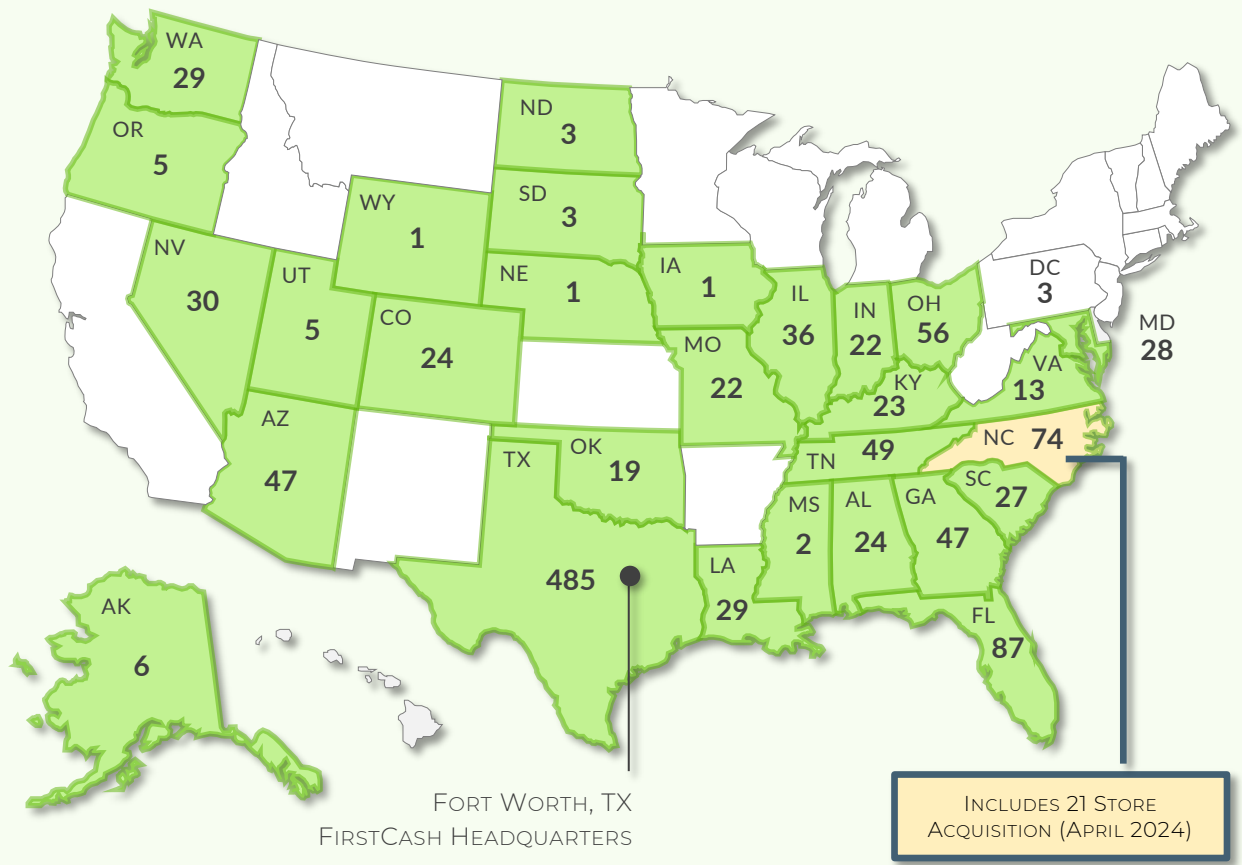 WA
29
OR
5
ND
3
SD
3
WY
1
NV
30
UT
5
CO
24
NE
1
IA
1
IL
36
IN
22
OH
56
DC
3
MD
28
MO
22
KY
23
VA
13
AZ
47
TX
485
OK
19
TN
49
NC 74
SC
27
MS
2
AL
24
GA
47
LA
29
FL
87
AK
6
FORT WORTH, TX
FIRSTCASH HEADQUARTERS
INCLUDES 21 STORE
ACQUISITION (APRIL 2024)